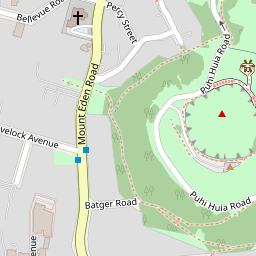 Bellevue Road
Percy Street
Puhi Huia Road
Mount Eden Road
velock Avenue
Puhi Huia Road
Batger Road
venue